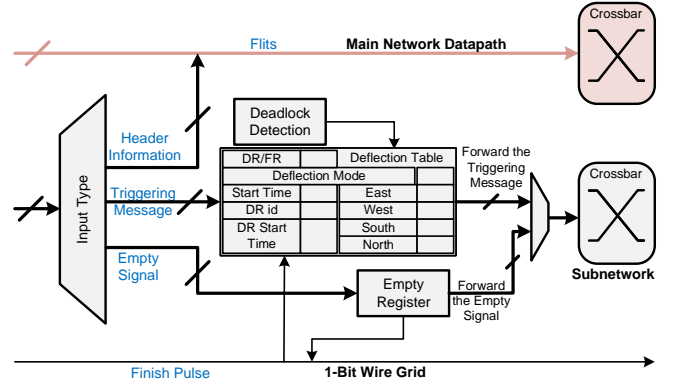 Crossbar
Flits
Main Network Datapath
Deadlock
Detection
Header
Information
DR/FR
Deflection Table
Deflection Mode
Start Time
East
DR id
West
DR Start
Time
South
North
Forward the
Triggering
Message
Crossbar
Input Type
Triggering
Message
Empty
Signal
Empty
Register
Forward
the Empty
Signal
Subnetwork
Finish Pulse
1-Bit Wire Grid